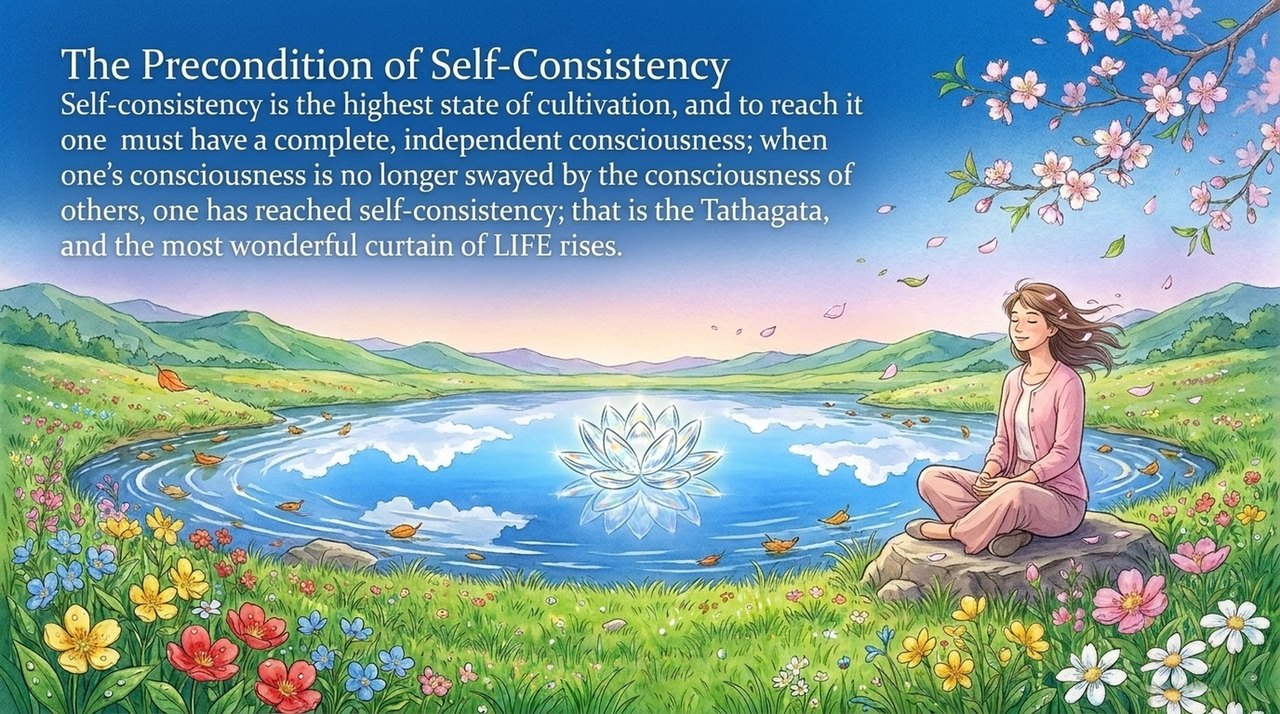 The Precondition of Self-Consistency
Self-consistency is the highest state of cultivation, and to reach it
one must have a complete, independent consciousness; when
one's consciousness is no longer swayed by the consciousness of
others, one has reached self-consistency; that is the Tathagata,
and the most wonderful curtain of LIFE rises.